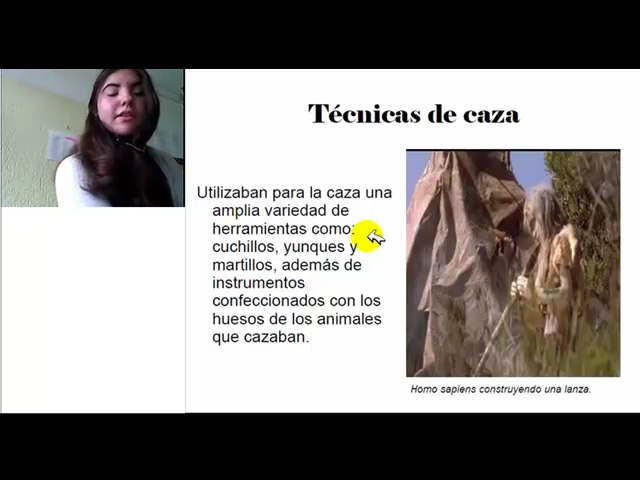 Técnicas de caza
Utilizaban para la caza una
amplia variedad de
herramientas como:
cuchillos, yunques y
martillos, además de
instrumentos
confeccionados con los
huesos de los animales
que cazaban.
Homo sapiens construyendo una lanza.